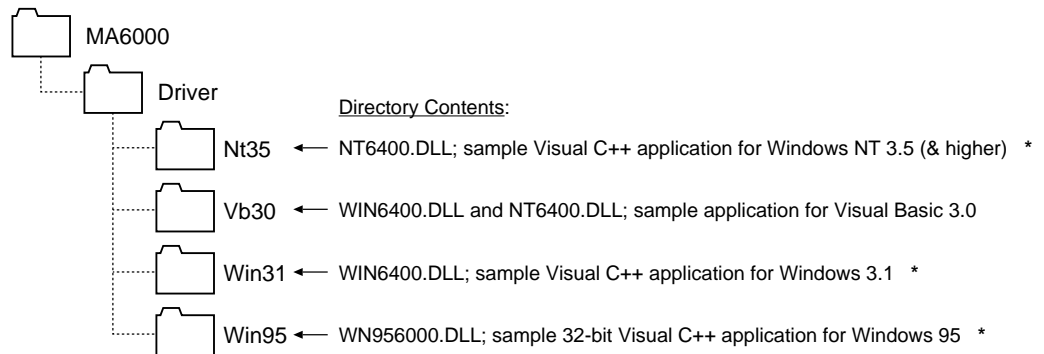 MA6000
Driver
Directory Contents:
Nt35 NT6400.DLL; sample Visual C++ application for Windows NT 3.5 (& higher) *
Vb30 WIN6400.DLL and NT6400.DLL; sample application for Visual Basic 3.0
Win31 WIN6400.DLL; sample Visual C++ application for Windows 3.1 *
Win95 WN956000.DLL; sample 32-bit Visual C++ application for Windows 95 *